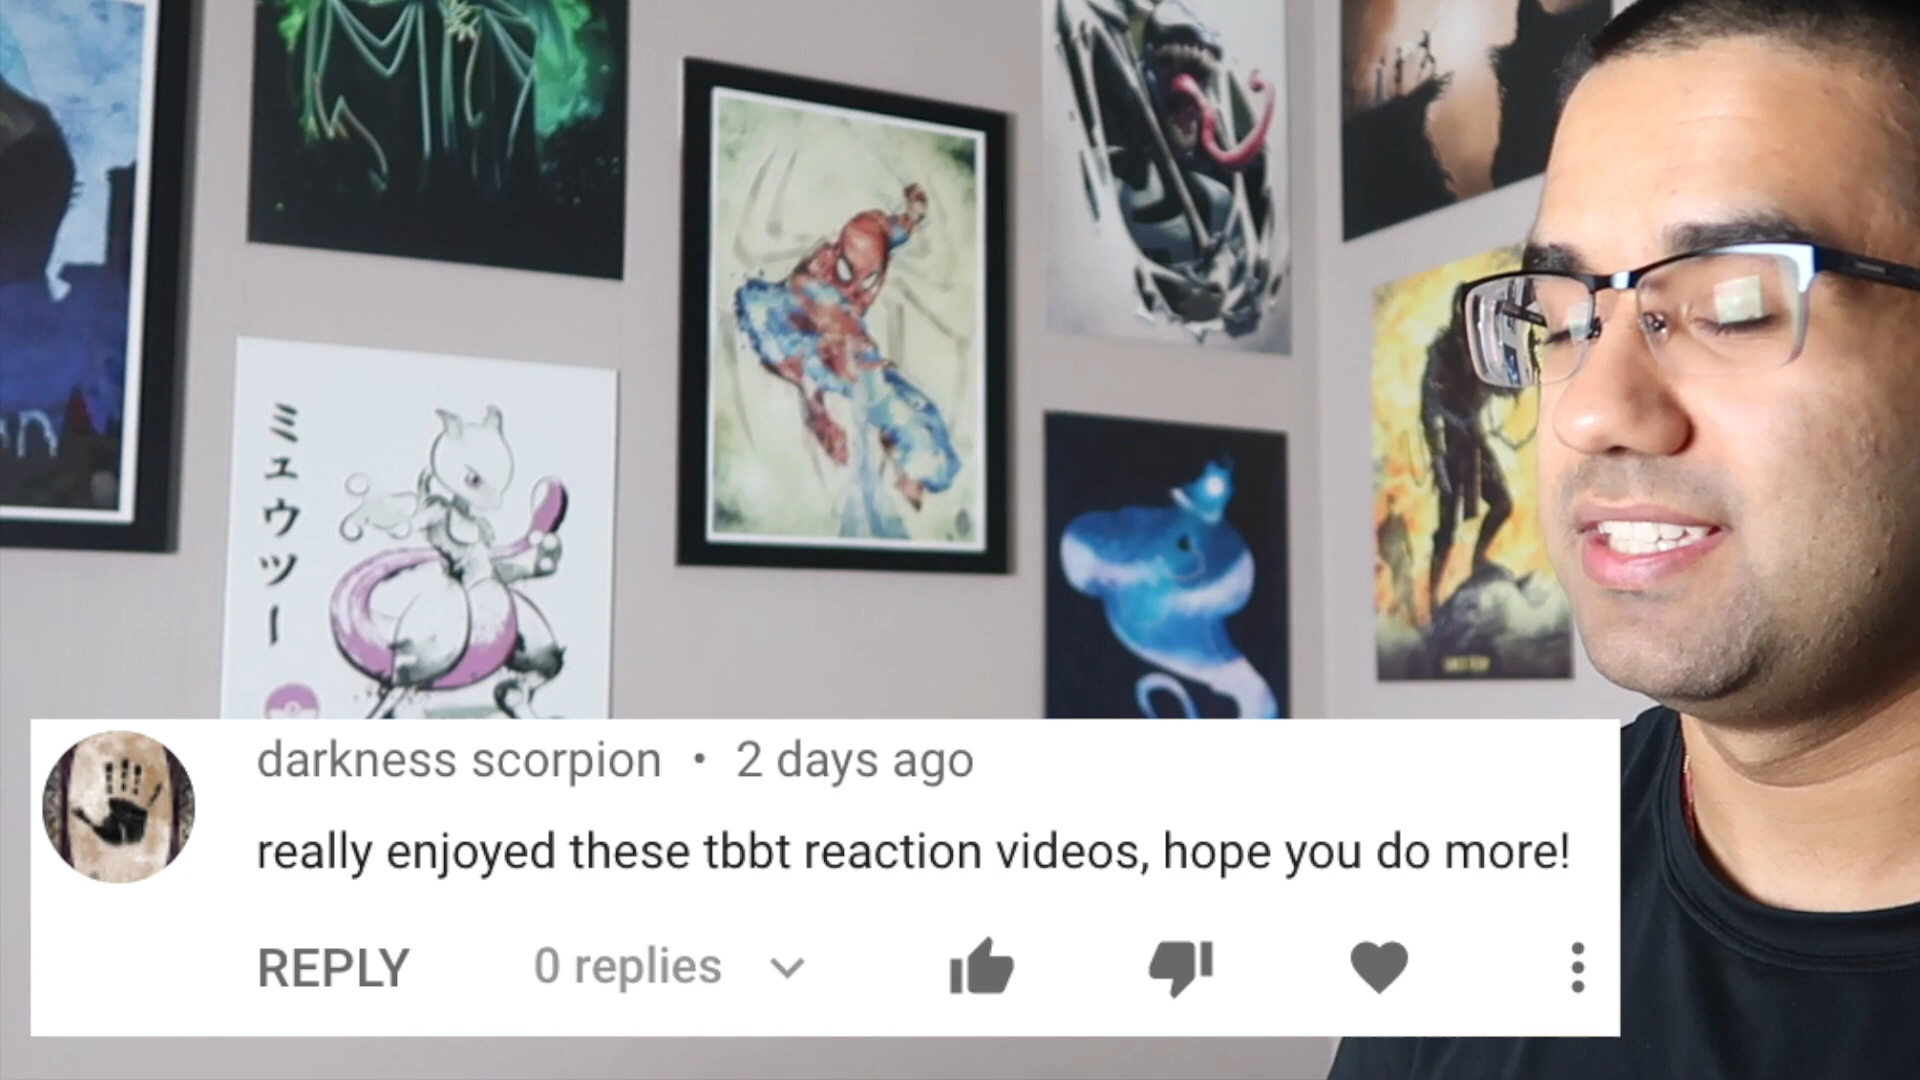 ミュウツー
darkness scorpion • 2 days ago
really enjoyed these tbbt reaction videos, hope you do more!
REPLY 0 replies